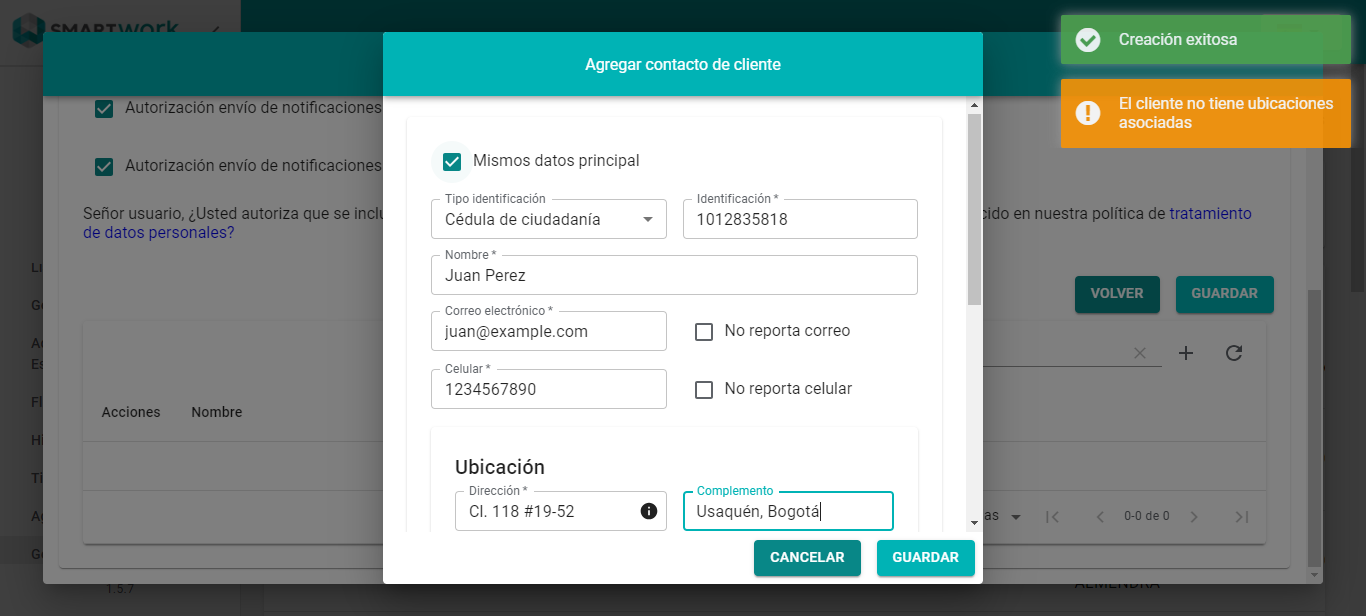 SMARTWORK
Creación exitosa
El cliente no tiene ubicaciones
asociadas
Agregar contacto de cliente
Autorización envío de notificaciones
Autorización envío de notificaciones
Señor usuario, ¿Usted autoriza que se
cido en nuestra política de tratamiento
de datos personales?
VOLVER
GUARDAR
Acciones
Nombre
as
0-0 de 0
1.5.7
ALMENDRA
Mismos datos principal
Tipo identificación
Cédula de ciudadanía
Identificación *
1012835818
Nombre *
Juan Perez
Correo electrónico *
juan@example.com
No reporta correo
Celular *
1234567890
No reporta celular
Ubicación
Dirección *
Cl. 118 #19-52
Complemento
Usaquén, Bogotá
CANCELAR
GUARDAR